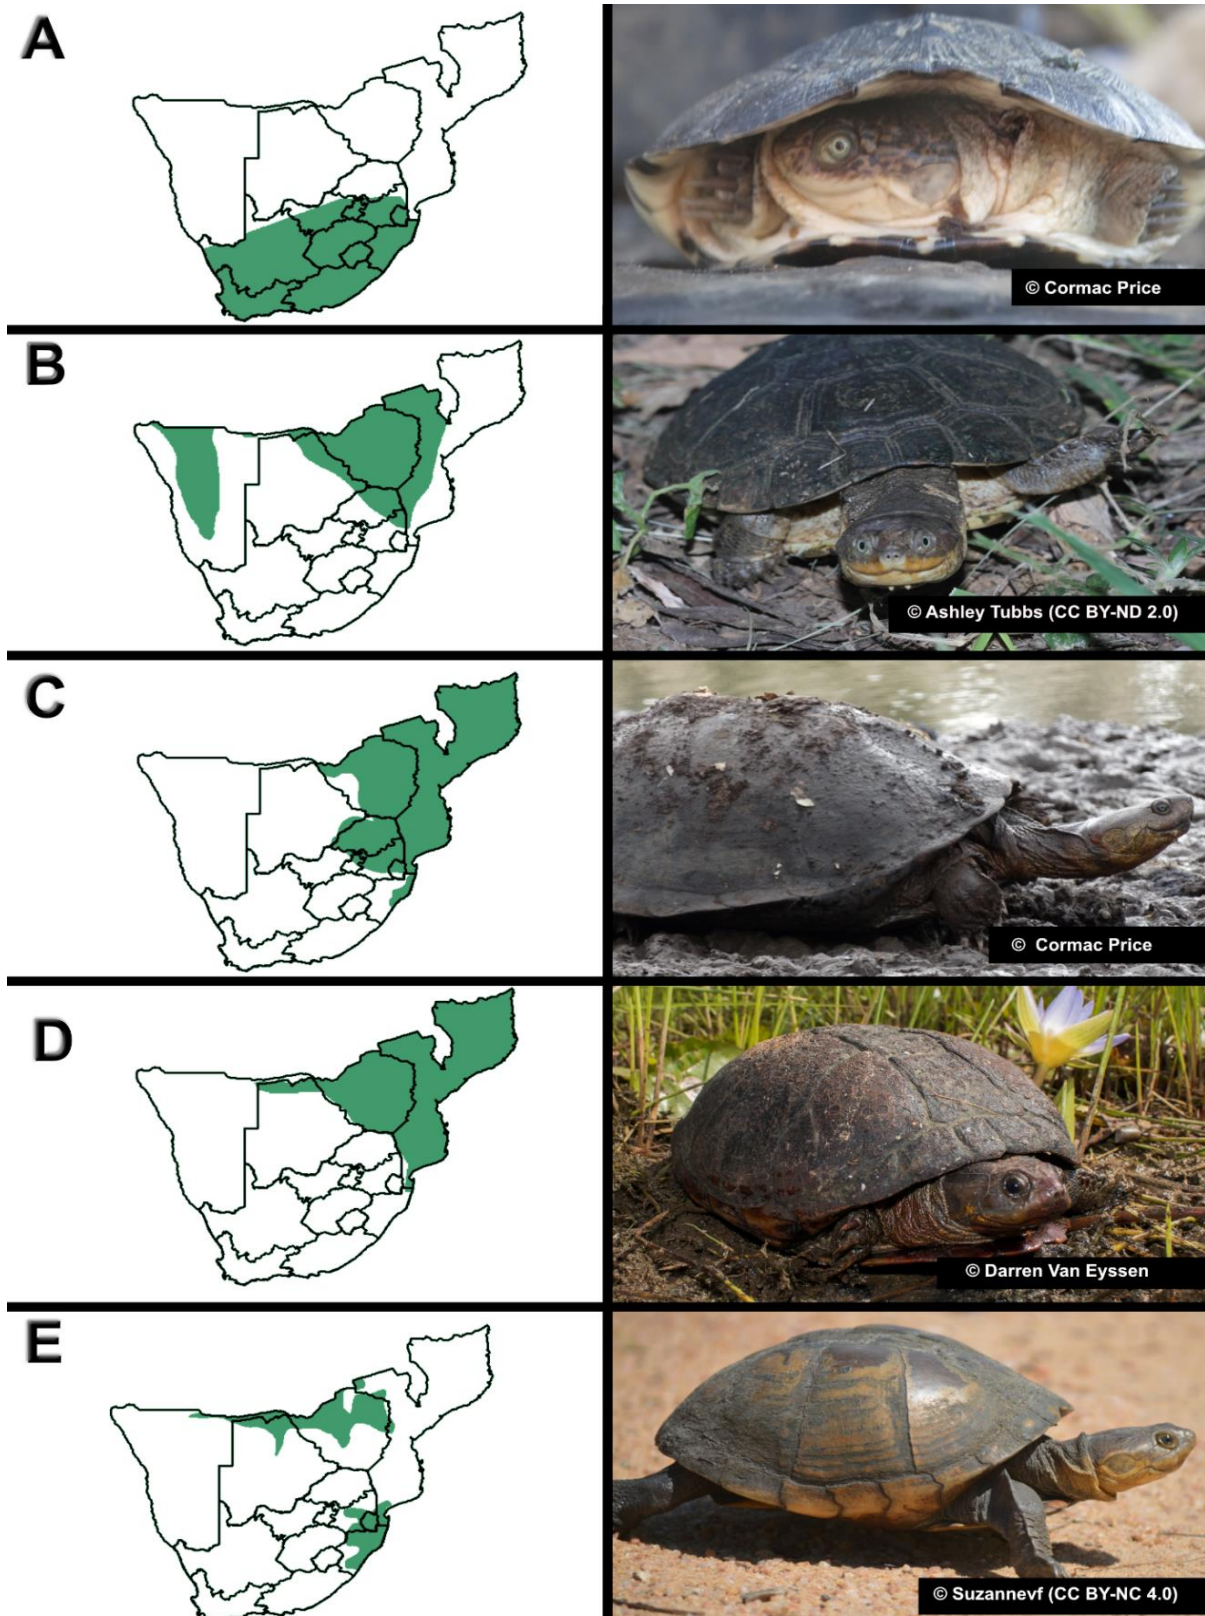 A
© Cormac Price
B
© Ashley Tubbs (CC BY-ND 2.0)
C
© Cormac Price
D
© Darren Van Eyssen
E
© Suzannevf (CC BY-NC 4.0)